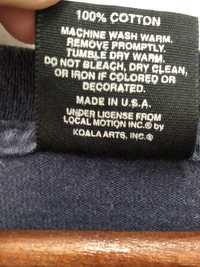 100% COTTON
MACHINE WASH WARM.
REMOVE PROMPTLY.
TUMBLE DRY WARM.
DO NOT BLEACH, DRY CLEAN,
OR IRON IF COLORED OR
DECORATED.
MADE IN U.S.A.
UNDER LICENSE FROM
LOCAL MOTION INC.® by
KOALA ARTS, INC.®